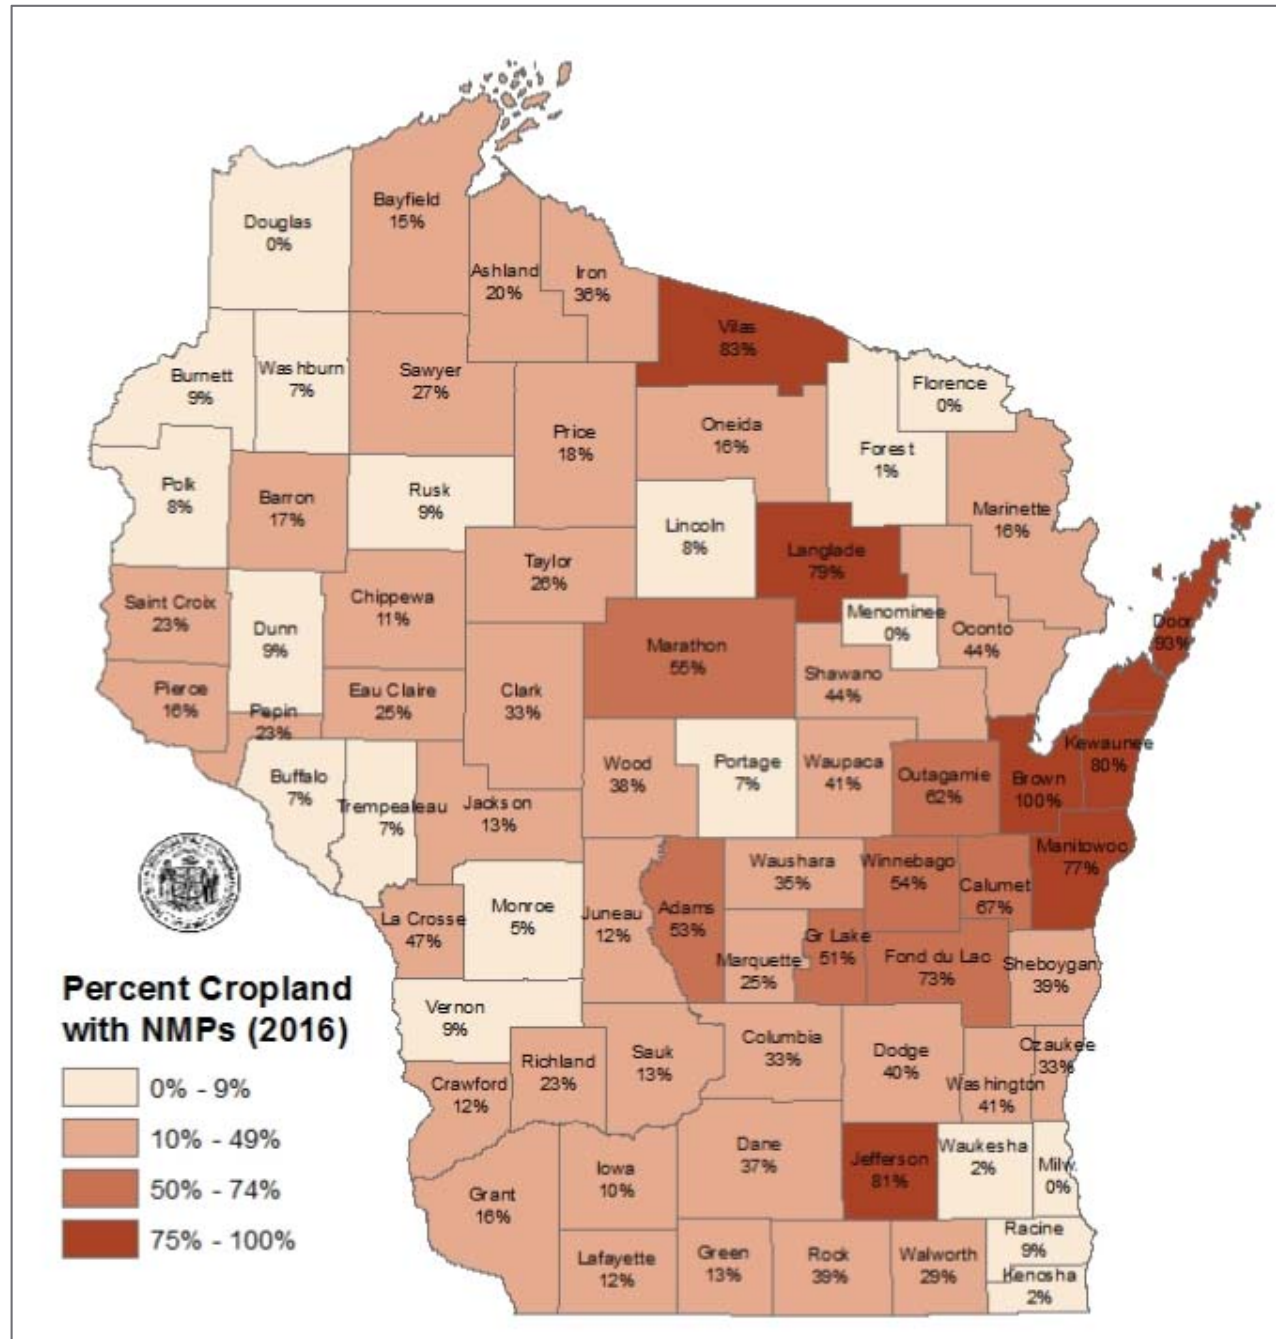 Douglas
0%
Bayfield
15%
Ashland
20%
Iron
36%
Vilas
83%
Burnett
9%
Washburn
7%
Sawyer
27%
Florence
0%
Price
18%
Oneida
16%
Forest
1%
Polk
8%
Barron
17%
Rusk
9%
Lincoln
8%
Langlade
79%
Marinette
16%
Taylor
26%
Saint Croix
23%
Dunn
9%
Chippewa
11%
Marathon
55%
Menominee
0%
Oconto
44%
Door
93%
Pierce
16%
Pepin
23%
Eau Claire
25%
Clark
33%
Shawano
44%
Buffalo
7%
Trempealeau
7%
Jackson
13%
Wood
38%
Portage
7%
Waupaca
41%
Outagamie
62%
Brown
100%
Kewaunee
80%
Manitowoc
77%
La Crosse
47%
Monroe
5%
Juneau
12%
Adams
53%
Waushara
35%
Winnebago
54%
Calumet
67%
Marquette
25%
Gr Lake
51%
Fond du Lac
73%
Sheboygan
39%
Vernon
9%
Richland
23%
Sauk
13%
Columbia
33%
Dodge
40%
Washington
41%
Ozaukee
33%
Crawford
12%
Grant
16%
Iowa
10%
Dane
37%
Jefferson
81%
Waukesha
2%
Milw.
0%
Lafayette
12%
Green
13%
Rock
39%
Walworth
29%
Racine
9%
Kenosha
2%
Percent Cropland
with NMPs (2016)
0% - 9%
10% - 49%
50% - 74%
75% - 100%